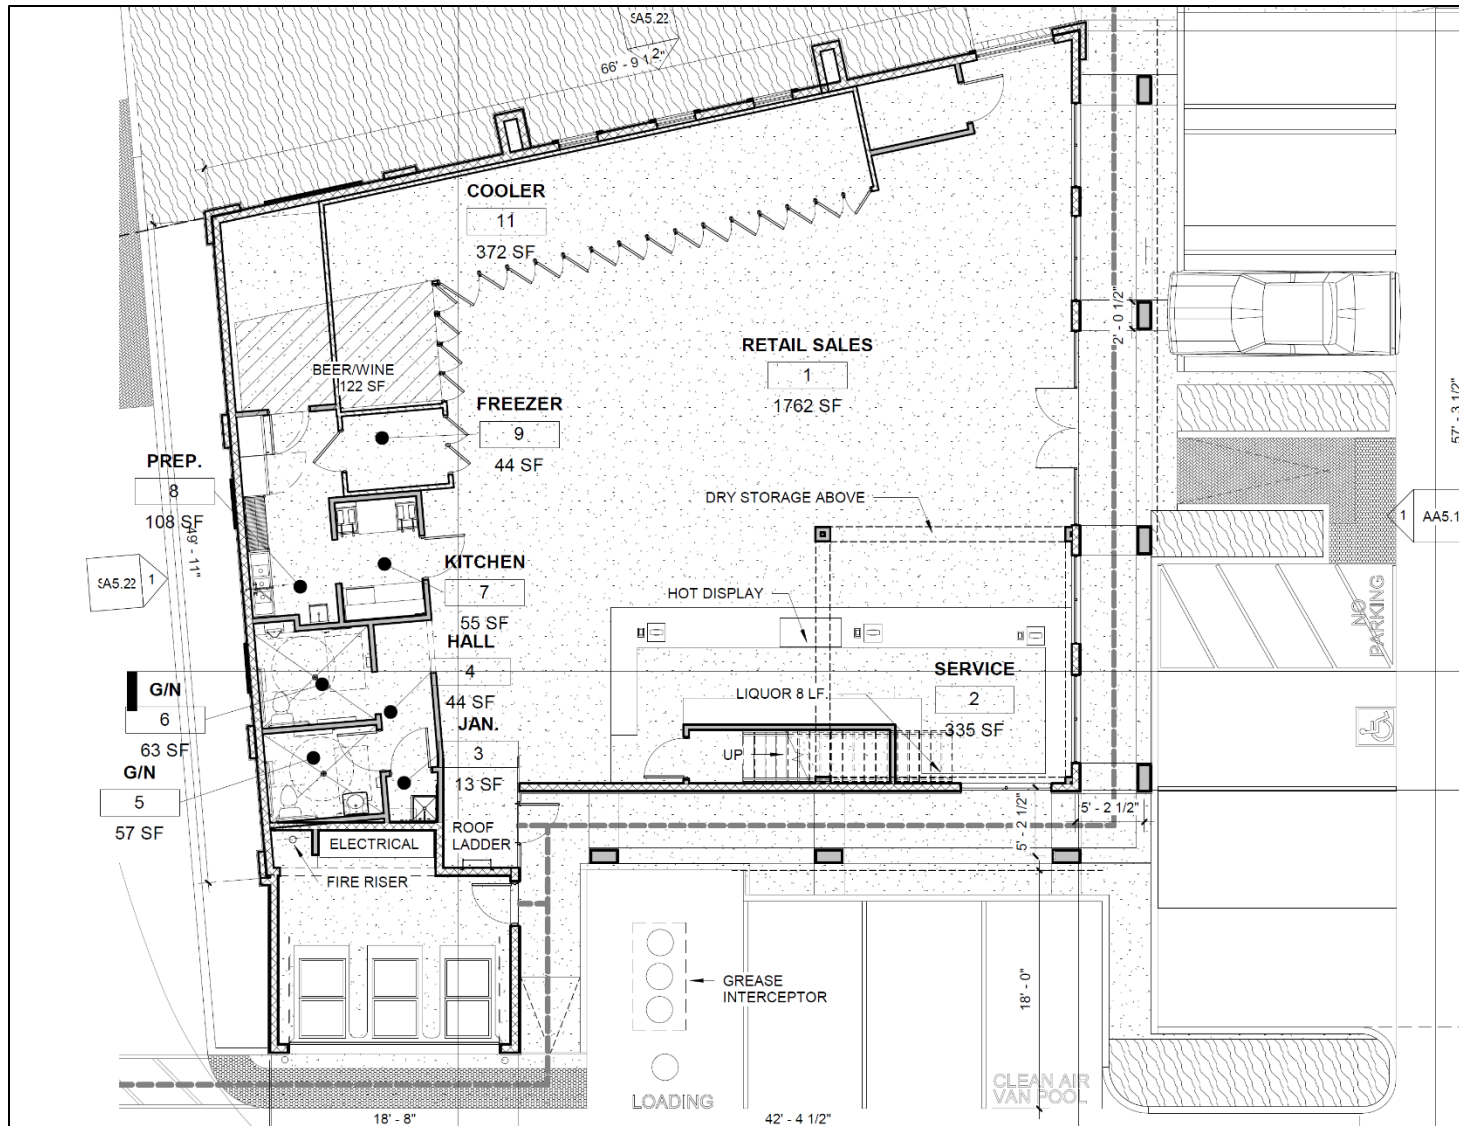 SA5.22
66' - 9 1/2"
COOLER
11
372 SF
2' - 0 1/2"
RETAIL SALES
1
1762 SF
BEER/WINE
122 SF
FREEZER
9
44 SF
57' - 3 1/2"
PREP.
8
108 SF
49' - 11"
DRY STORAGE ABOVE
1
AA5.1
SA5.22
1
KITCHEN
7
55 SF
HOT DISPLAY
NO
PARKING
HALL
4
44 SF
SERVICE
2
335 SF
G/N
6
63 SF
LIQUOR 8 LF.
JAN.
3
13 SF
UP
G/N
5
57 SF
5' - 2 1/2"
5' - 2 1/2"
ROOF
LADDER
ELECTRICAL
FIRE RISER
GREASE
INTERCEPTOR
18' - 0"
CLEAN AIR
VAN POOL
LOADING
18' - 8"
42' - 4 1/2"